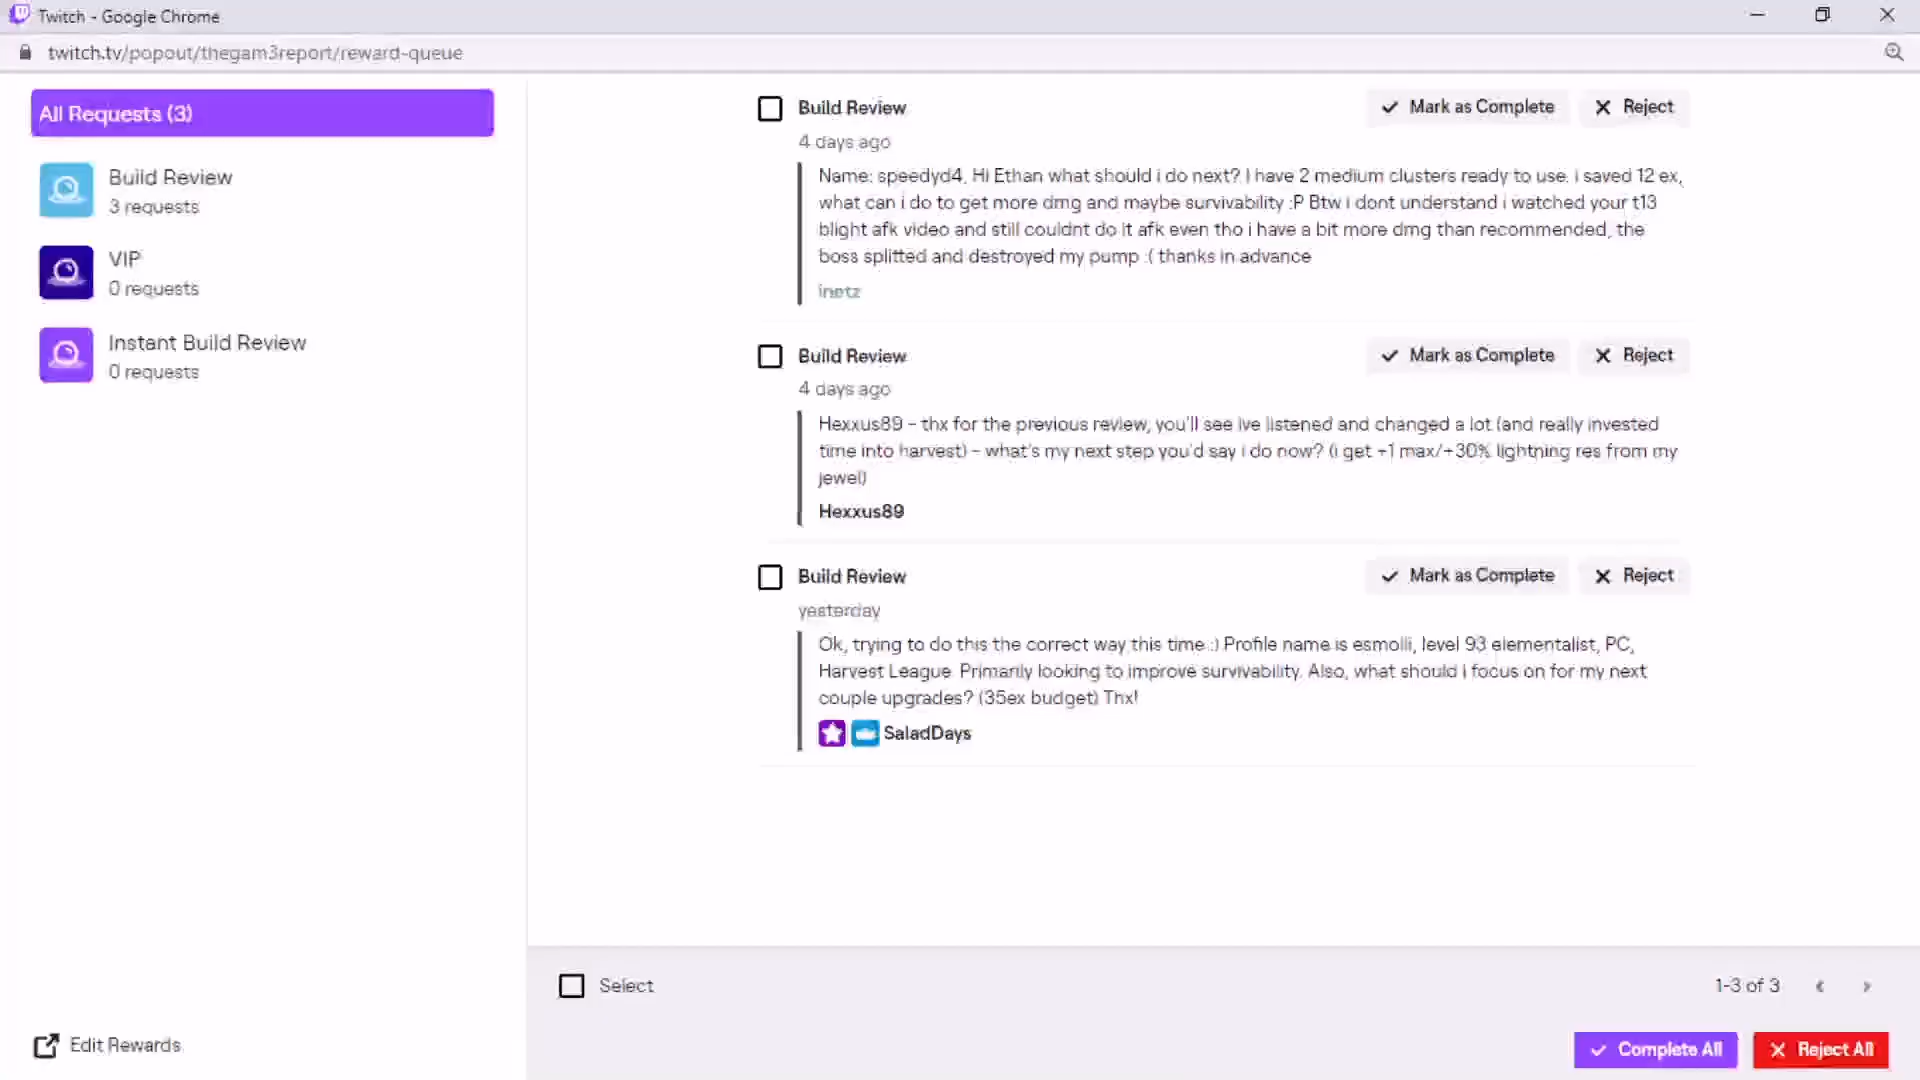 Twitch - Google Chrome
twitch.tv/popout/thegam3report/reward-queue
All Requests (3)
Build Review
3 requests
VIP
0 requests
Instant Build Review
0 requests
Edit Rewards
Build Review
Mark as Complete
Reject
4 days ago
Name: speedyd4, Hi Ethan what should i do next? I have 2 medium clusters ready to use. i saved 12 ex,
what can i do to get more dmg and maybe survivability :P Btw i dont understand i watched your t13
blight afk video and still couldnt do it afk even tho i have a bit more dmg than recommended, the
boss splitted and destroyed my pump :( thanks in advance
inetz
Build Review
Mark as Complete
Reject
4 days ago
Hexxus89 - thx for the previous review, you'll see ive listened and changed a lot (and really invested
time into harvest) - what's my next step you'd say i do now? (i get +1 max/+30% lightning res from my
jewel)
Hexxus89
Build Review
Mark as Complete
Reject
yesterday
Ok, trying to do this the correct way this time :) Profile name is esmolli, level 93 elementalist, PC,
Harvest League. Primarily looking to improve survivability. Also, what should i focus on for my next
couple upgrades? (35ex budget) Thx!
SaladDays
Select
1-3 of 3
Complete All
Reject All